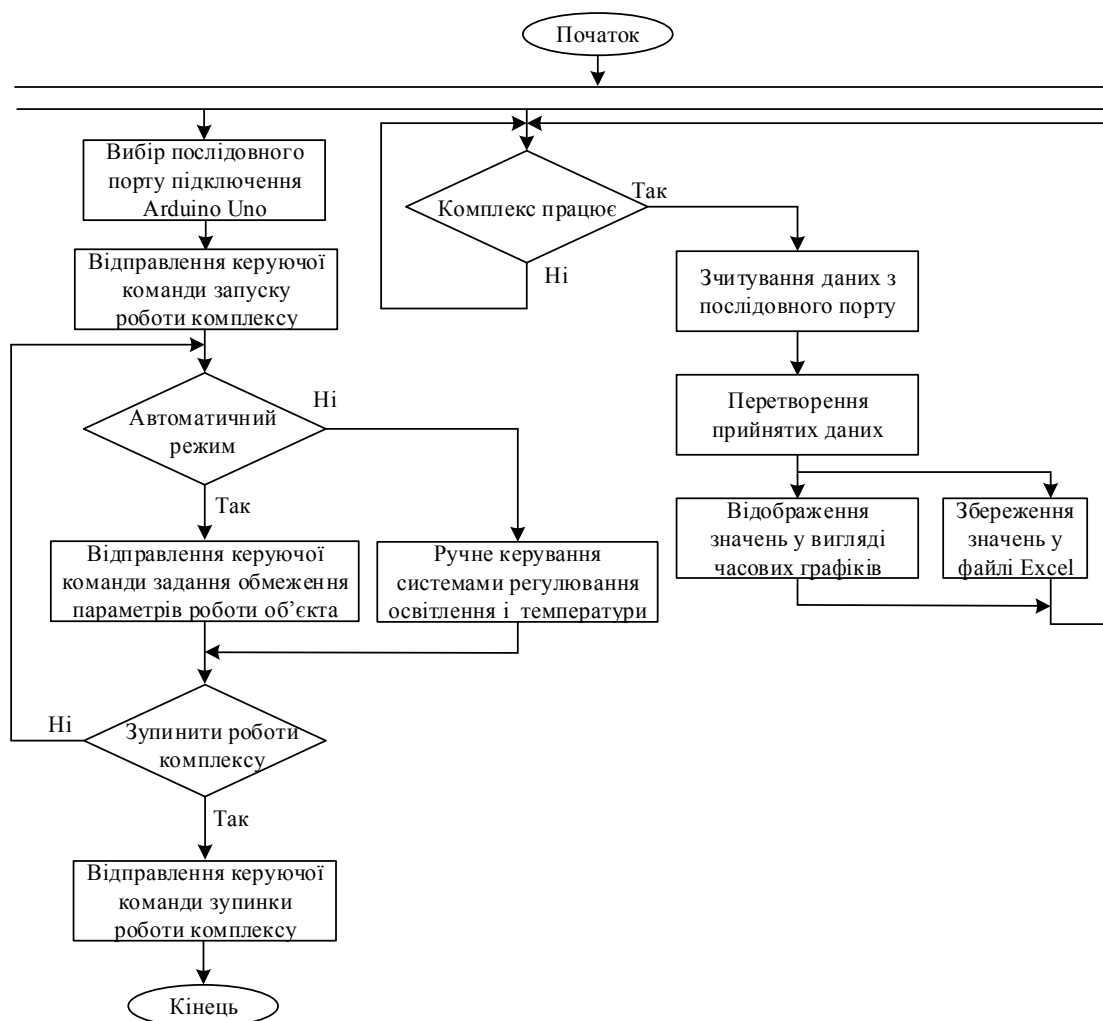 Початок
Вибір послідовного
порту підключення
Arduino Uno
Відправлення керуючої
команди запуску
роботи комплексу
Автоматичний
режим
Ні
Так
Відправлення керуючої
команди задання обмеження
параметрів роботи об’єкта
Ручне керування
системами регулювання
освітлення і температури
Зупинити роботи
комплексу
Ні
Так
Відправлення керуючої
команди зупинки
роботи комплексу
Кінець
Комплекс працює
Так
Ні
Зчитування даних з
послідовного порту
Перетворення
прийнятих даних
Відображення
значень у вигляді
часових графіків
Збереження
значень у
файлі Excel